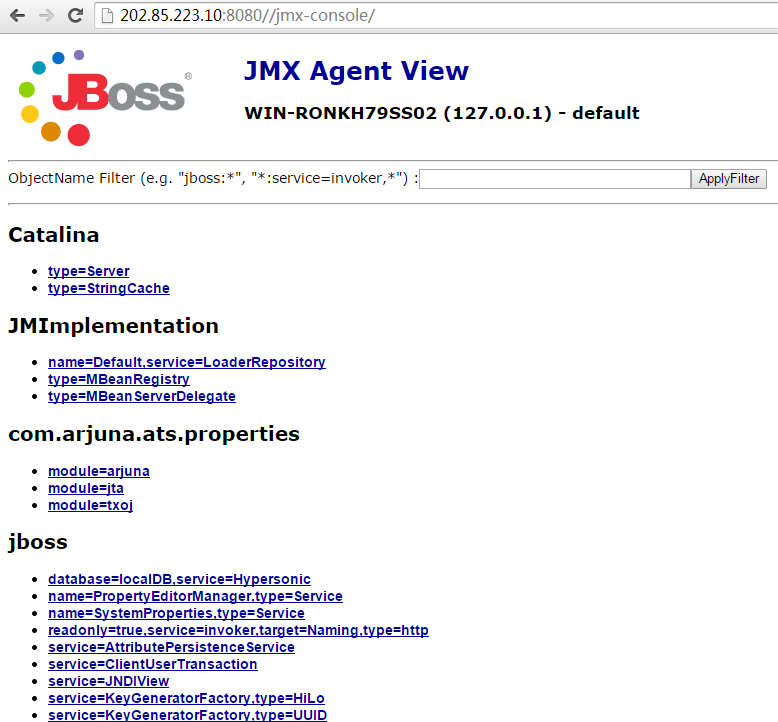 202.85.223.10:8080//jmx-console/
JBoss®
JMX Agent View
WIN-RONKH79SS02 (127.0.0.1) - default
ObjectName Filter (e.g. "jboss:*", "*:service=invoker,*") : ApplyFilter
Catalina
type=Server
type=StringCache
JMImplementation
name=Default,service=LoaderRepository
type=MBeanRegistry
type=MBeanServerDelegate
com.arjuna.ats.properties
module=arjuna
module=jta
module=txoj
jboss
database=localDB,service=Hypersonic
name=PropertyEditorManager,type=Service
name=SystemProperties,type=Service
readonly=true,service=invoker,target=Naming,type=http
service=AttributePersistenceService
service=ClientUserTransaction
service=JNDIView
service=KeyGeneratorFactory,type=HiLo
service=KeyGeneratorFactory,type=UUID